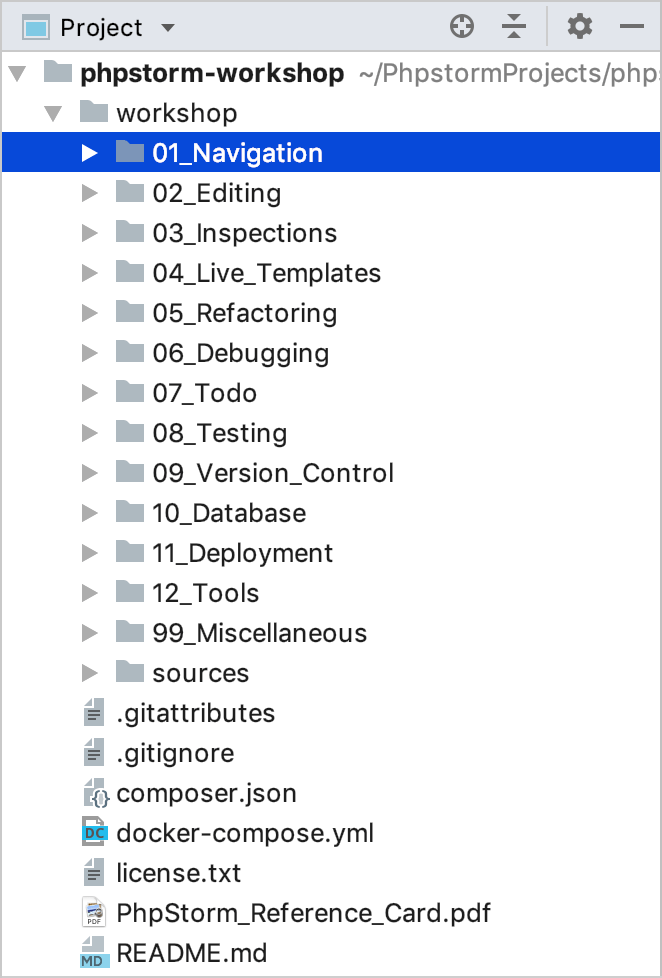 Project
phpstorm-workshop ~/PhpstormProjects/php
workshop
01_Navigation
02_Editing
03_Inspections
04_Live_Templates
05_Refactoring
06_Debugging
07_Todo
08_Testing
09_Version_Control
10_Database
11_Deployment
12_Tools
99_Miscellaneous
sources
.gitattributes
.gitignore
{} composer.json
DC docker-compose.yml
license.txt
PDF PhpStorm_Reference_Card.pdf
MD README.md